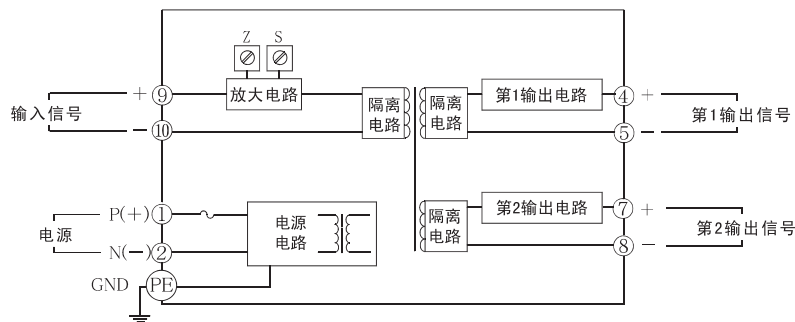 Z S
+ ⑨ 放大电路 隔离电路 隔离电路 第1输出电路 ④ +
输入信号 第1输出信号
− ⑩ ⑤ −
P(+) ① 电源电路 隔离电路 第2输出电路 ⑦ +
电源 第2输出信号
N(−) ② ⑧ −
GND PE